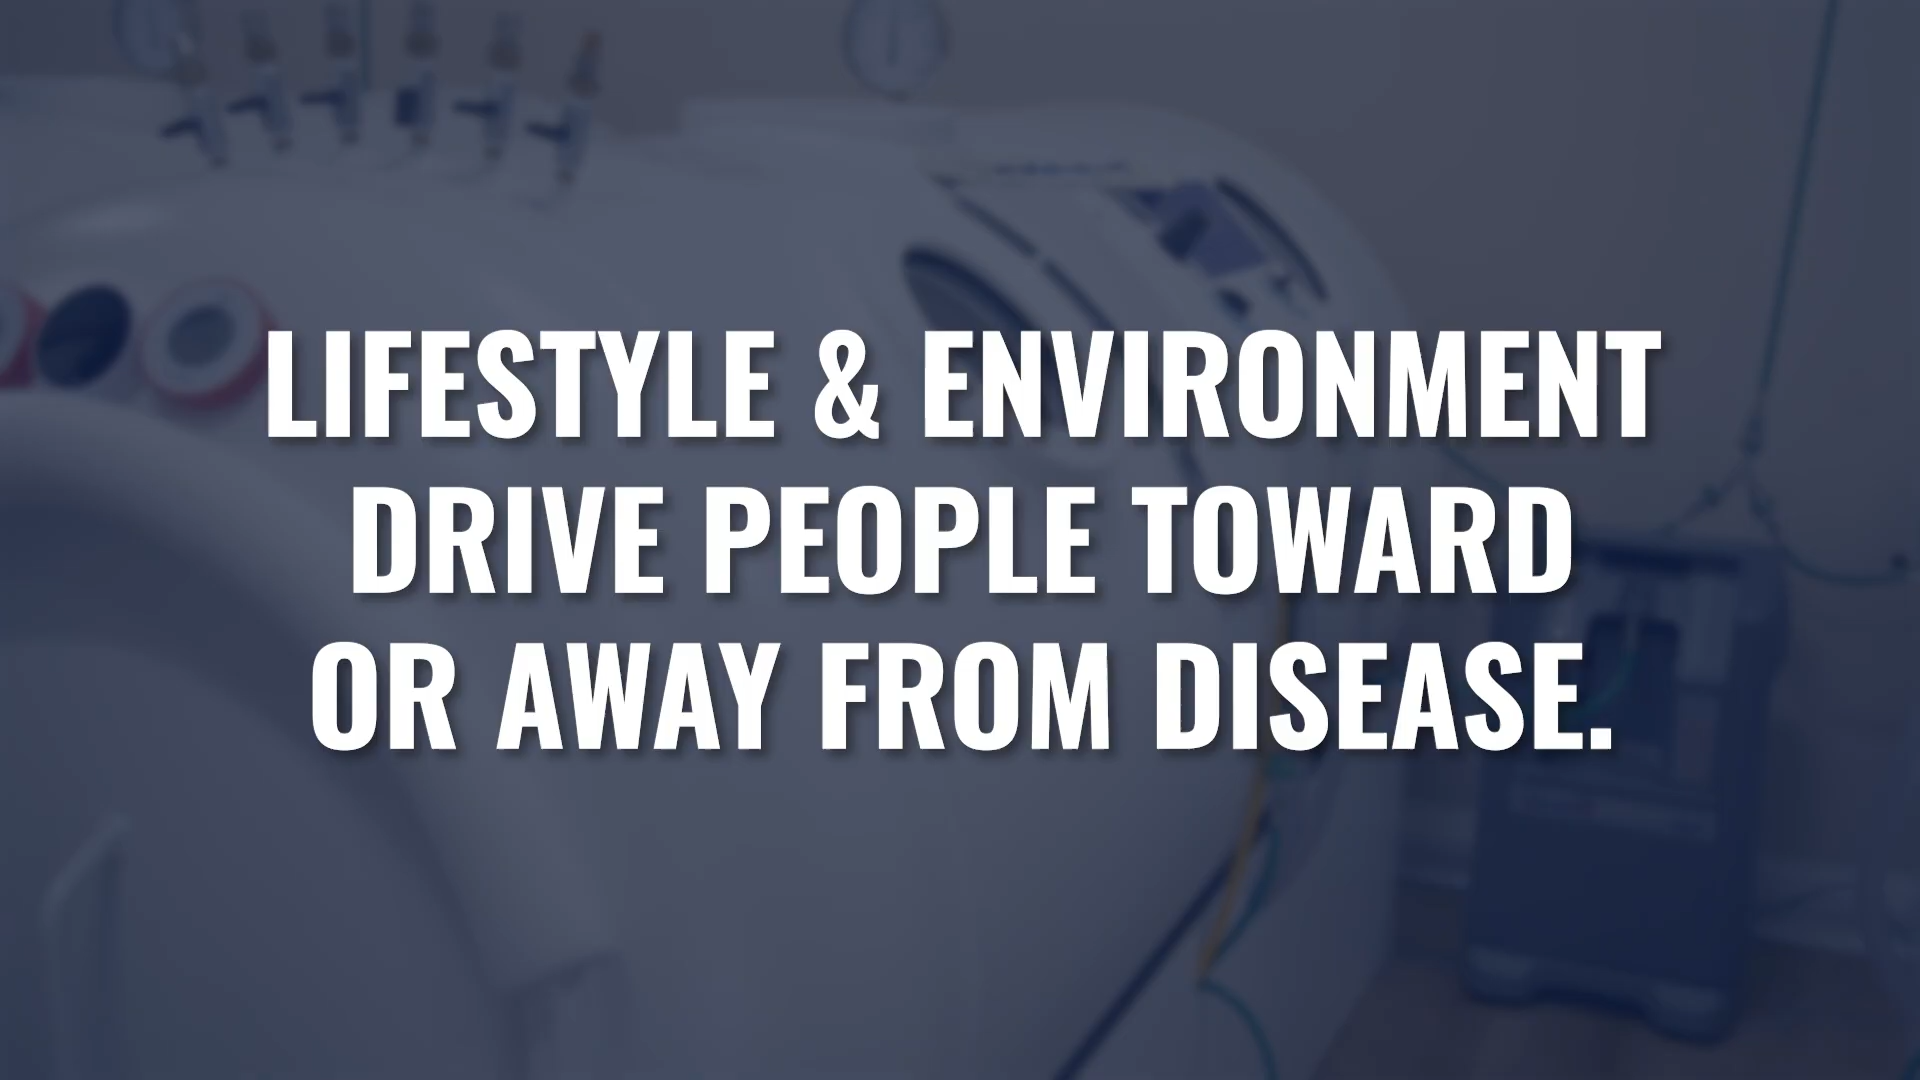 LIFESTYLE & ENVIRONMENT
DRIVE PEOPLE TOWARD
OR AWAY FROM DISEASE.